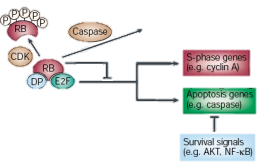 P P P P P
RB
Caspase
CDK
RB
DP
E2F
S-phase genes
(e.g. cyclin A)
Apoptosis genes
(e.g. caspase)
Survival signals
(e.g. AKT, NF-κB)